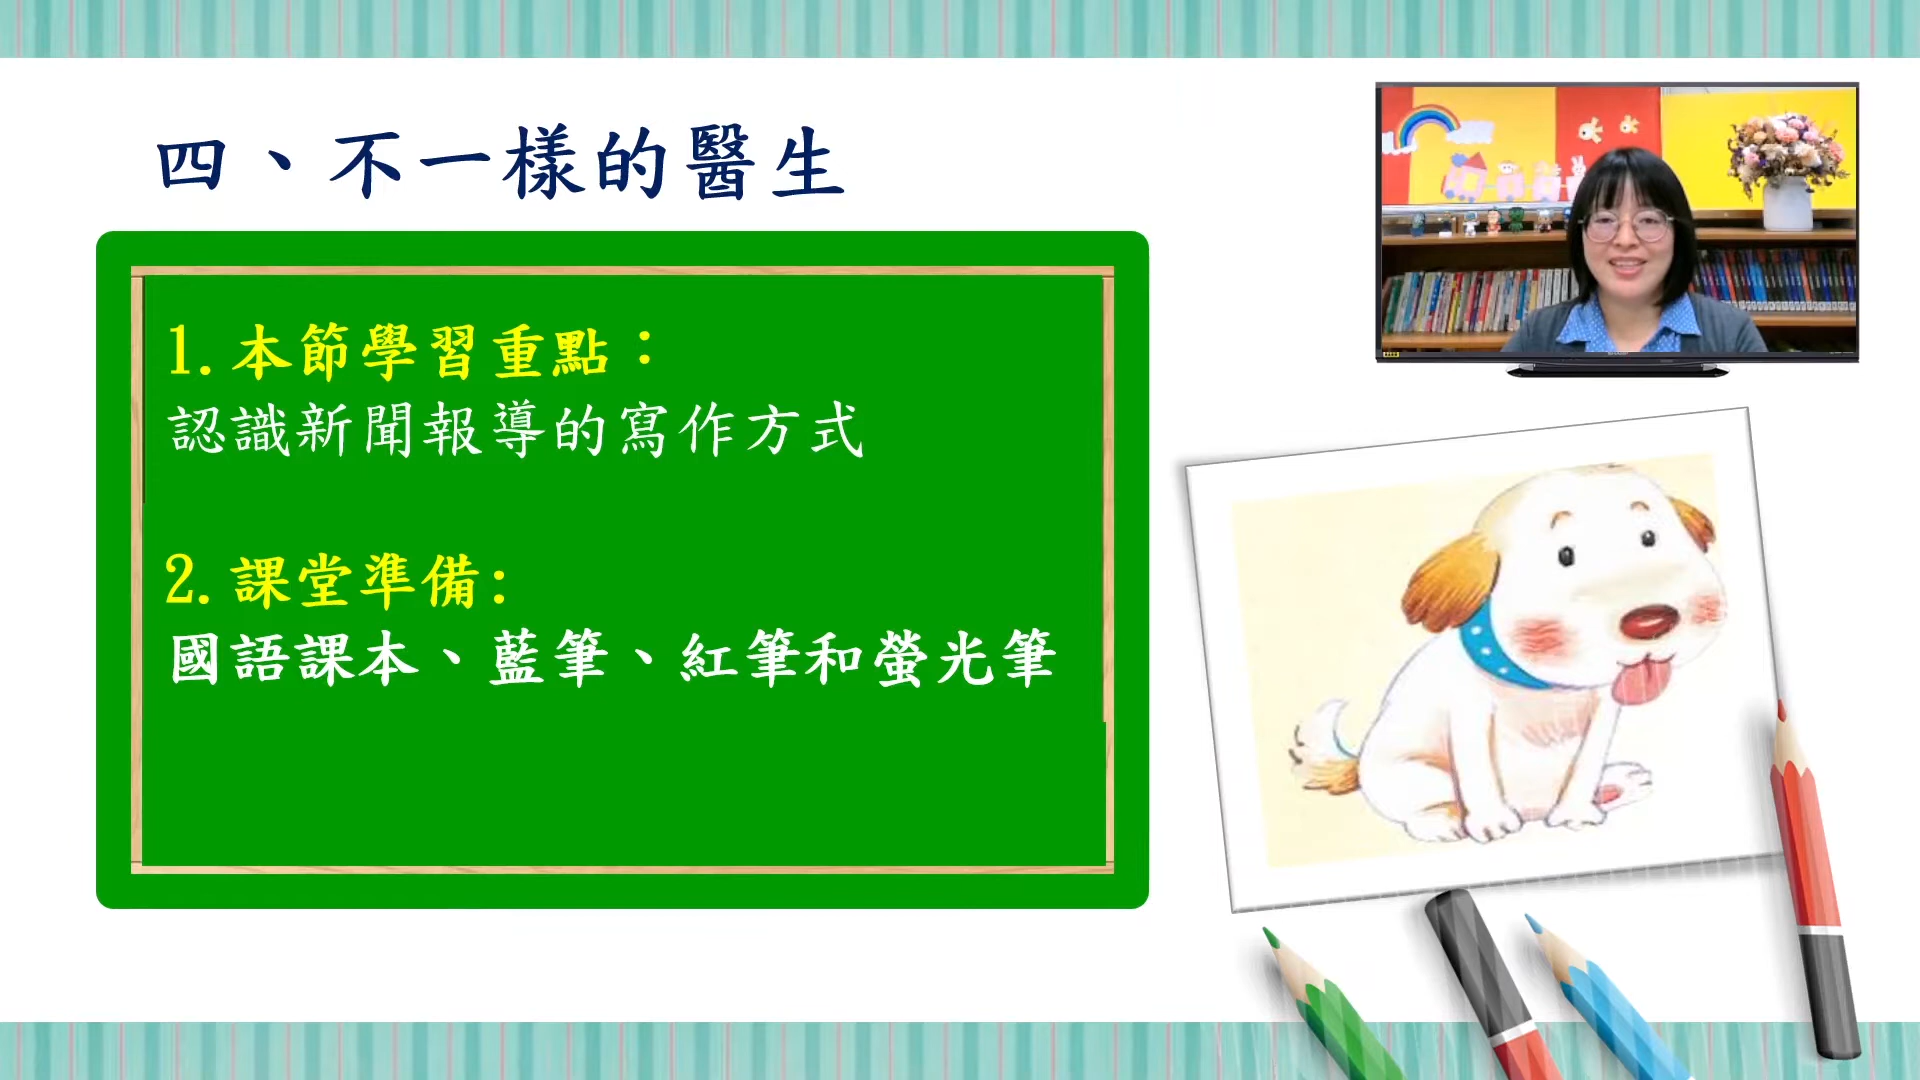 四、不一樣的醫生
1.本節學習重點：
認識新聞報導的寫作方式
2.課堂準備:
國語課本、藍筆、紅筆和螢光筆